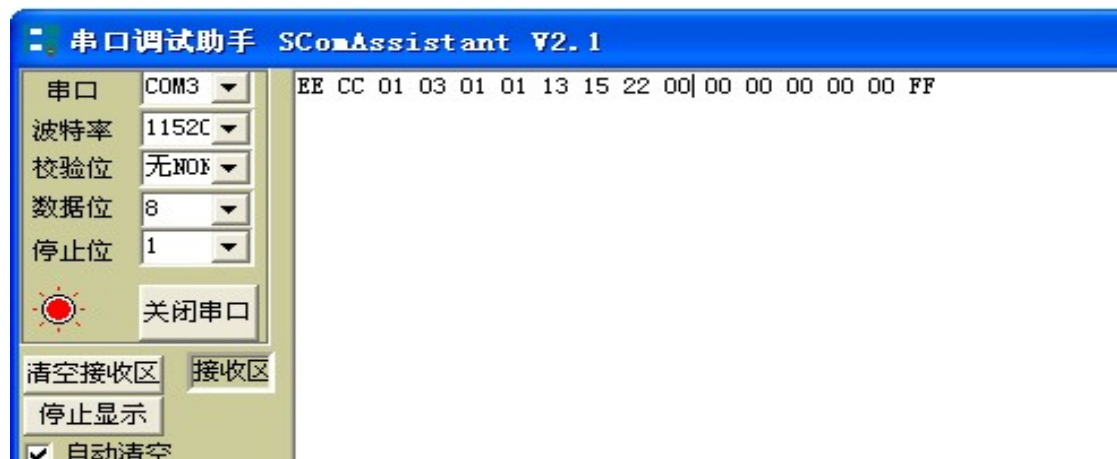 串口调试助手 SComAssistant V2.1
串口 COM3
EE CC 01 03 01 01 13 15 22 00 00 00 00 00 00 FF
波特率 1152
校验位 无NON
数据位 8
停止位 1
关闭串口
清空接收区 接收区
停止显示
自动清空